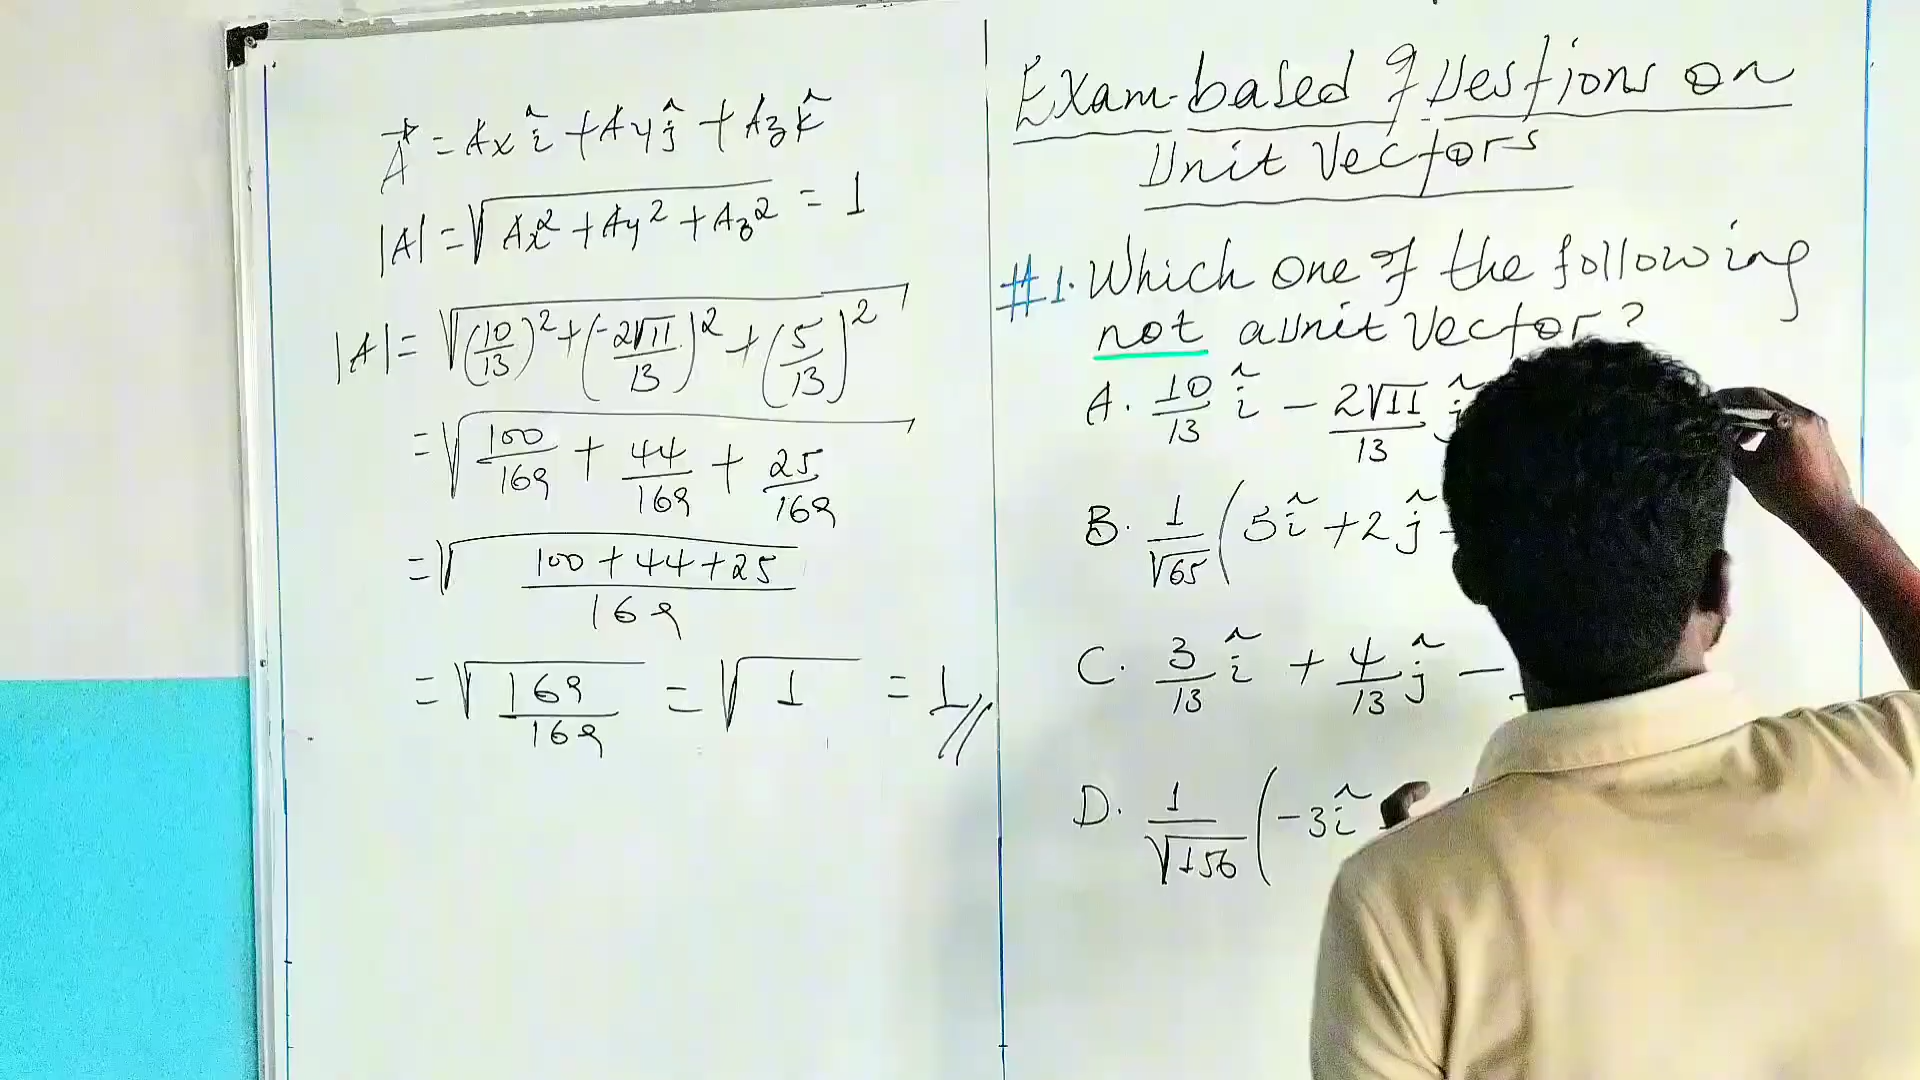 A⃗ = Ax î + Ay ĵ + Az k̂
|A| = √(Ax² + Ay² + Az²) = 1
|A| = √((10/13)² + (-2√11/13)² + (5/13)²)
= √(100/169 + 44/169 + 25/169)
= √((100 + 44 + 25)/169)
= √(169/169) = √1 = 1//
Exam-based questions on
Unit Vectors
#1. Which one of the following
not a unit vector?
A. 10/13 î − 2√11/13 ĵ
B. 1/√65 (5î + 2ĵ
C. 3/13 î + 4/13 ĵ −
D. 1/√156 (-3î